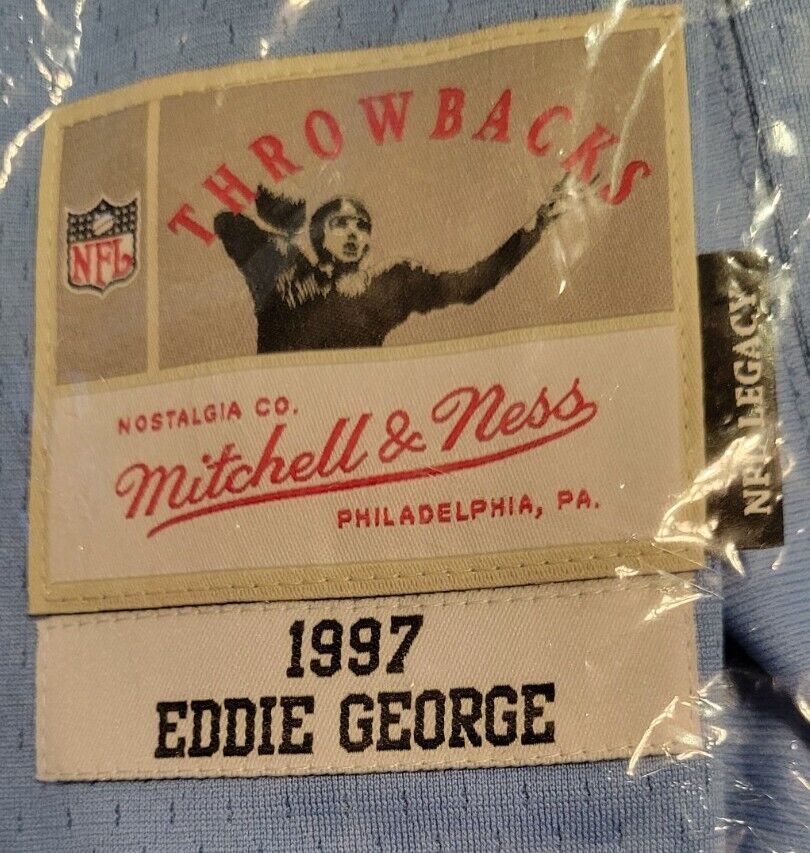 THROWBACKS
NFL
NOSTALGIA CO.
Mitchell & Ness
PHILADELPHIA, PA.
NFL LEGACY
1997
EDDIE GEORGE